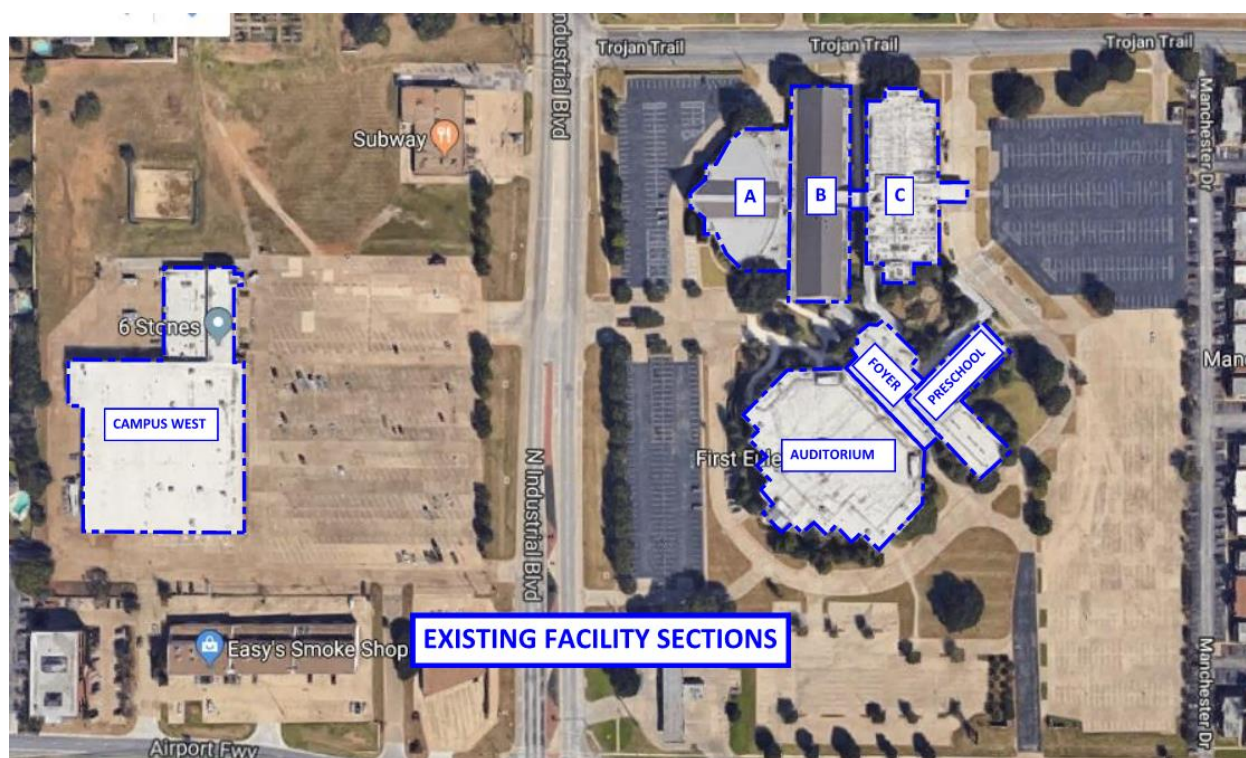 Trojan Trail
Trojan Trail
Trojan Trail
Industrial Blvd
Manchester Dr
Subway
A
B
C
6 Stones
FOYER
PRESCHOOL
Man
CAMPUS WEST
First
AUDITORIUM
N Industrial Blvd
EXISTING FACILITY SECTIONS
Easy's Smoke Shop
Manchester Dr
Airport Fwy